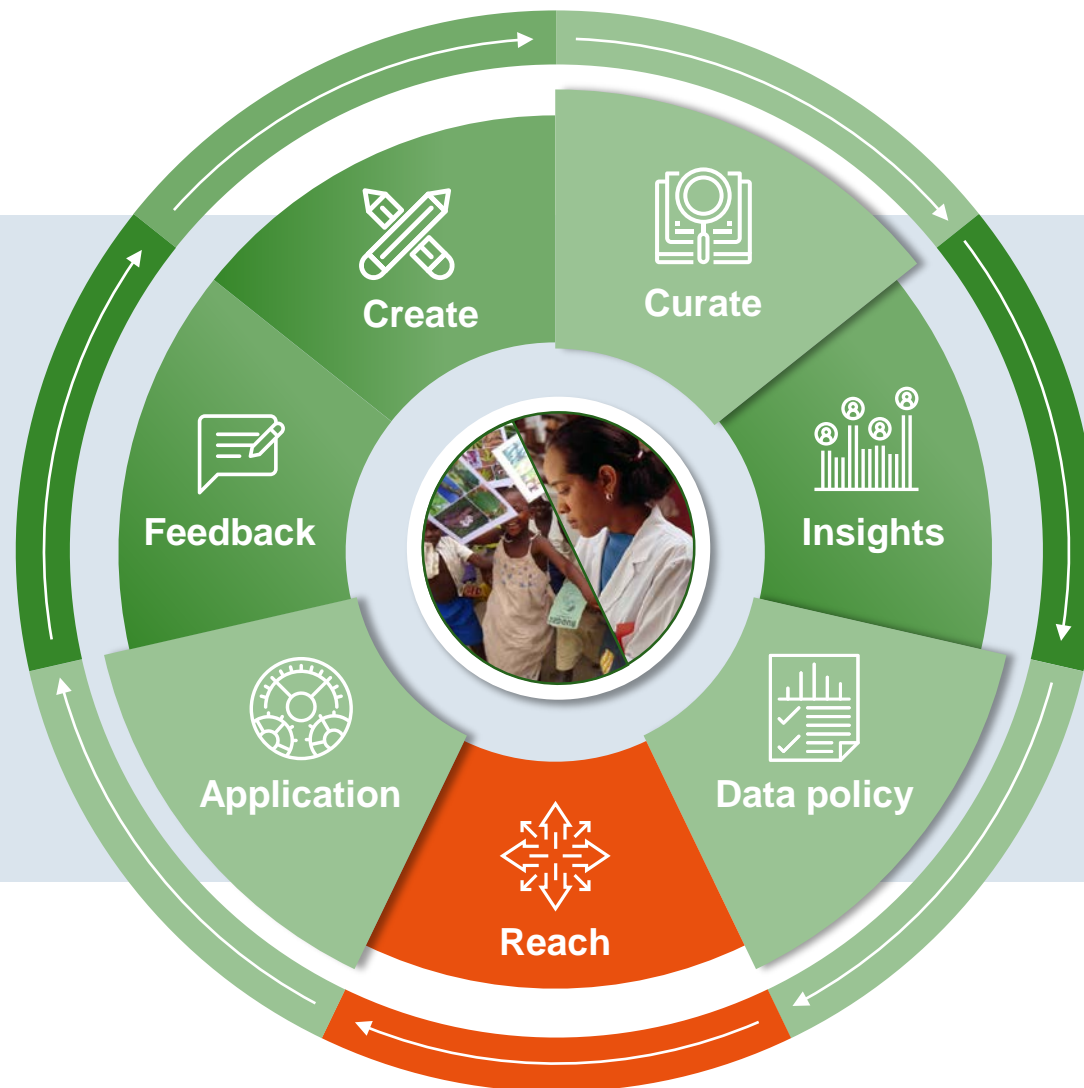 Create
Curate
Insights
Data policy
Reach
Application
Feedback